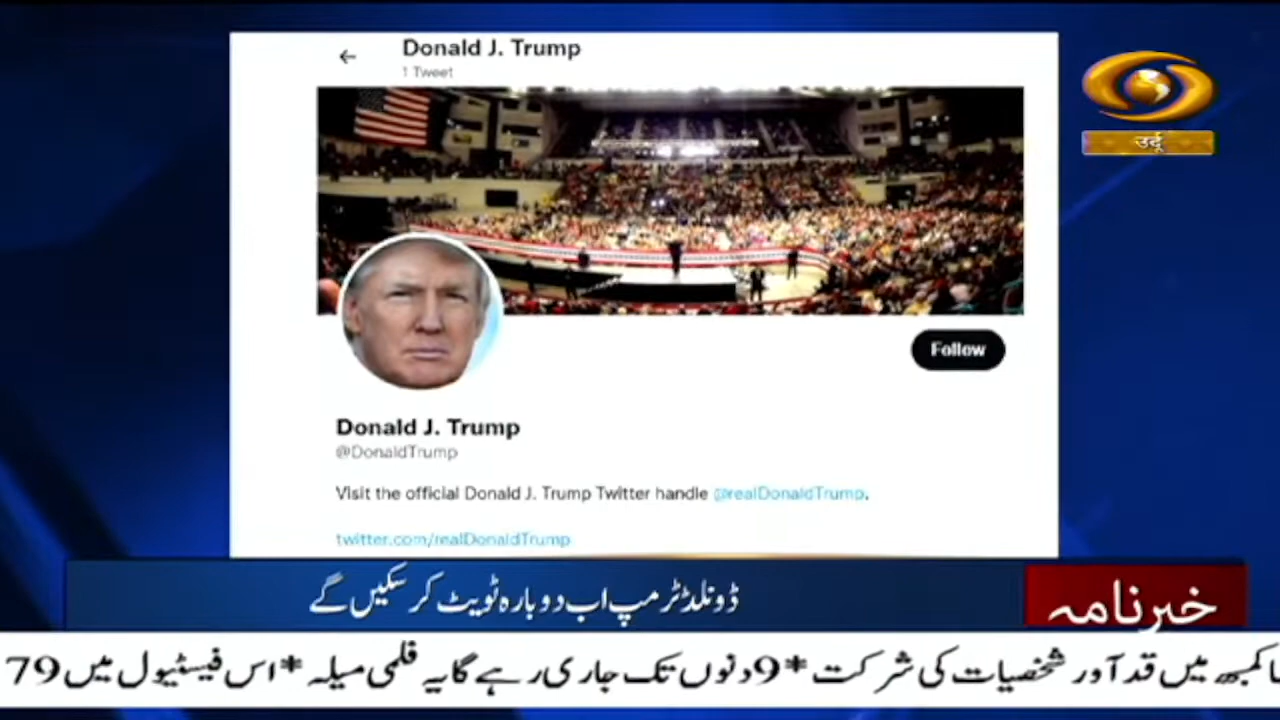 Donald J. Trump
1 Tweet
उर्दू
Follow
Donald J. Trump
@DonaldTrump
Visit the official Donald J. Trump Twitter handle @realDonaldTrump.
twitter.com/realDonaldTrump
ڈونلڈ ٹرمپ اب دوبارہ ٹویٹ کر سکیں گے
خبرنامہ
میں قد آور شخصیات کی شرکت *9 دنوں تک جاری رہے گا یہ فلمی میلہ *اس فیسٹیول میں 79